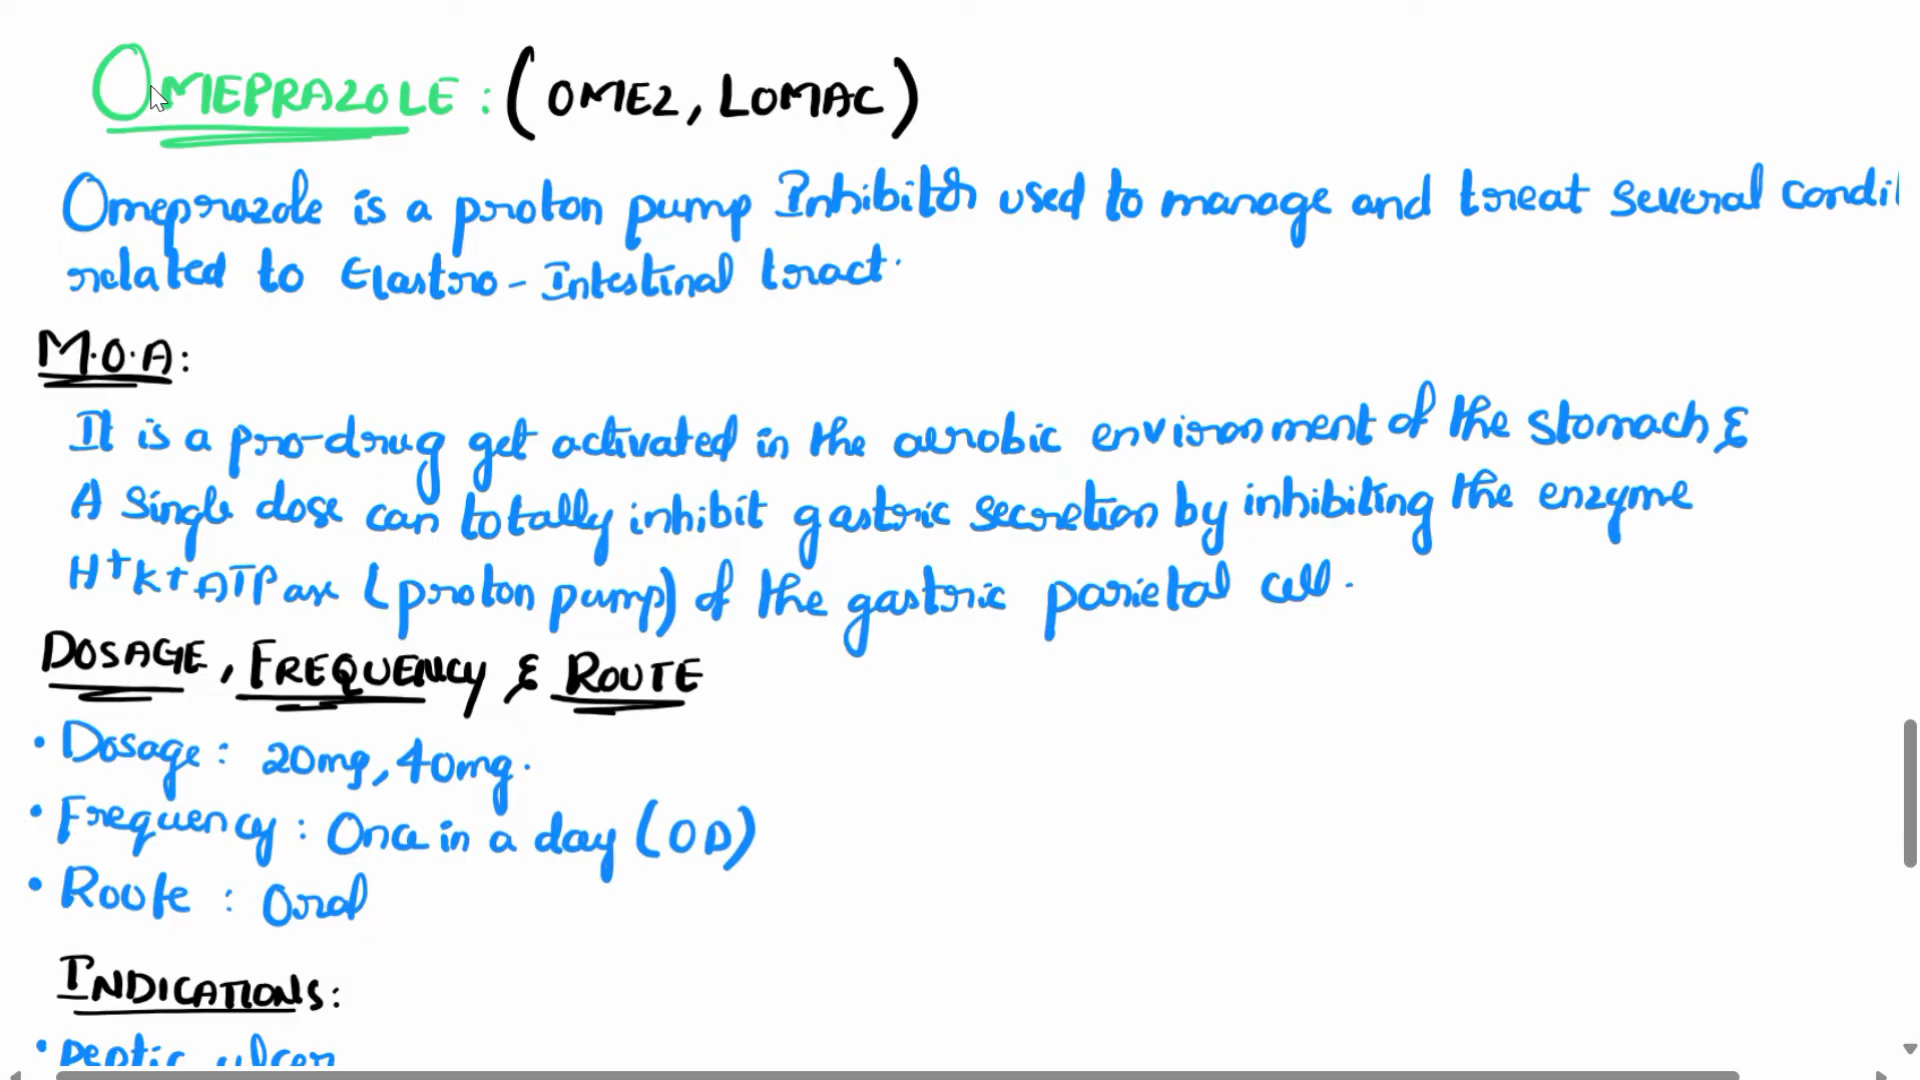 OMEPRAZOLE : (OMEZ, LOMAC)
Omeprazole is a proton pump Inhibitor used to manage and treat several condit
related to Gastro-Intestinal tract.
M.O.A:
It is a pro-drug get activated in the aerobic environment of the stomach &
A single dose can totally inhibit gastric secretion by inhibiting the enzyme
H+K+ATPase (proton pump) of the gastric parietal cell.
DOSAGE, FREQUENCY & ROUTE
• Dosage : 20mg, 40mg.
• Frequency : Once in a day (OD)
• Route : Oral
INDICATIONS:
• Peptic ulcer